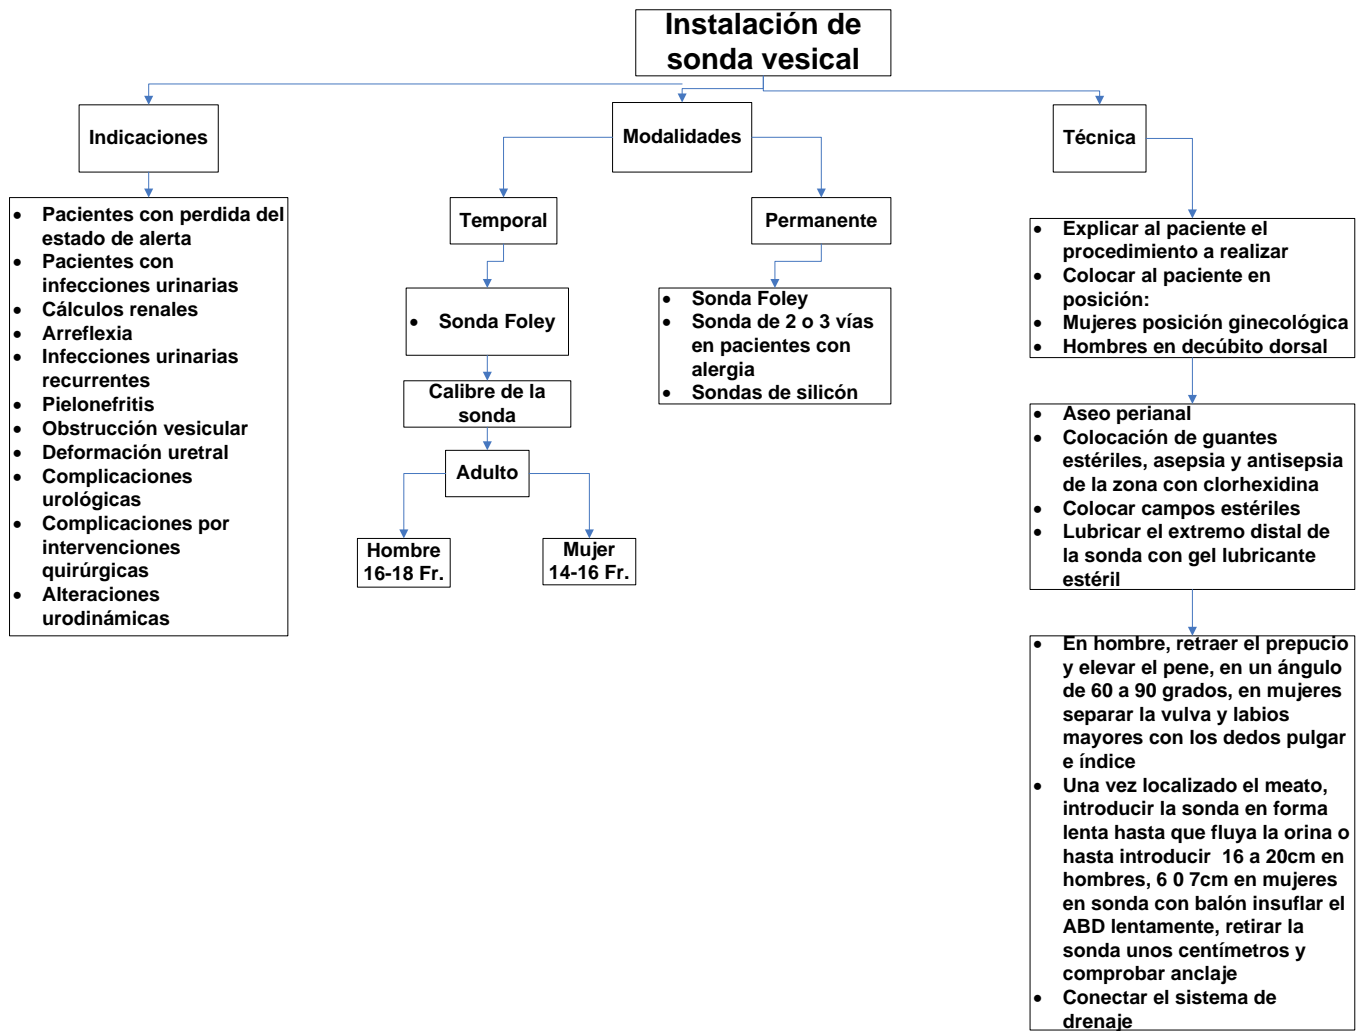 Instalación de
sonda vesical
Indicaciones
Modalidades
Técnica
• Pacientes con perdida del
estado de alerta
• Pacientes con
infecciones urinarias
• Cálculos renales
• Arreflexia
• Infecciones urinarias
recurrentes
• Pielonefritis
• Obstrucción vesicular
• Deformación uretral
• Complicaciones
urológicas
• Complicaciones por
intervenciones
quirúrgicas
• Alteraciones
urodinámicas
Temporal
Permanente
• Sonda Foley
Calibre de la
sonda
Adulto
Hombre
16-18 Fr.
Mujer
14-16 Fr.
• Sonda Foley
• Sonda de 2 o 3 vías
en pacientes con
alergia
• Sondas de silicón
• Explicar al paciente el
procedimiento a realizar
• Colocar al paciente en
posición:
• Mujeres posición ginecológica
• Hombres en decúbito dorsal
• Aseo perianal
• Colocación de guantes
estériles, asepsia y antisepsia
de la zona con clorhexidina
• Colocar campos estériles
• Lubricar el extremo distal de
la sonda con gel lubricante
estéril
• En hombre, retraer el prepucio
y elevar el pene, en un ángulo
de 60 a 90 grados, en mujeres
separar la vulva y labios
mayores con los dedos pulgar
e índice
• Una vez localizado el meato,
introducir la sonda en forma
lenta hasta que fluya la orina o
hasta introducir  16 a 20cm en
hombres, 6 0 7cm en mujeres
en sonda con balón insuflar el
ABD lentamente, retirar la
sonda unos centímetros y
comprobar anclaje
• Conectar el sistema de
drenaje